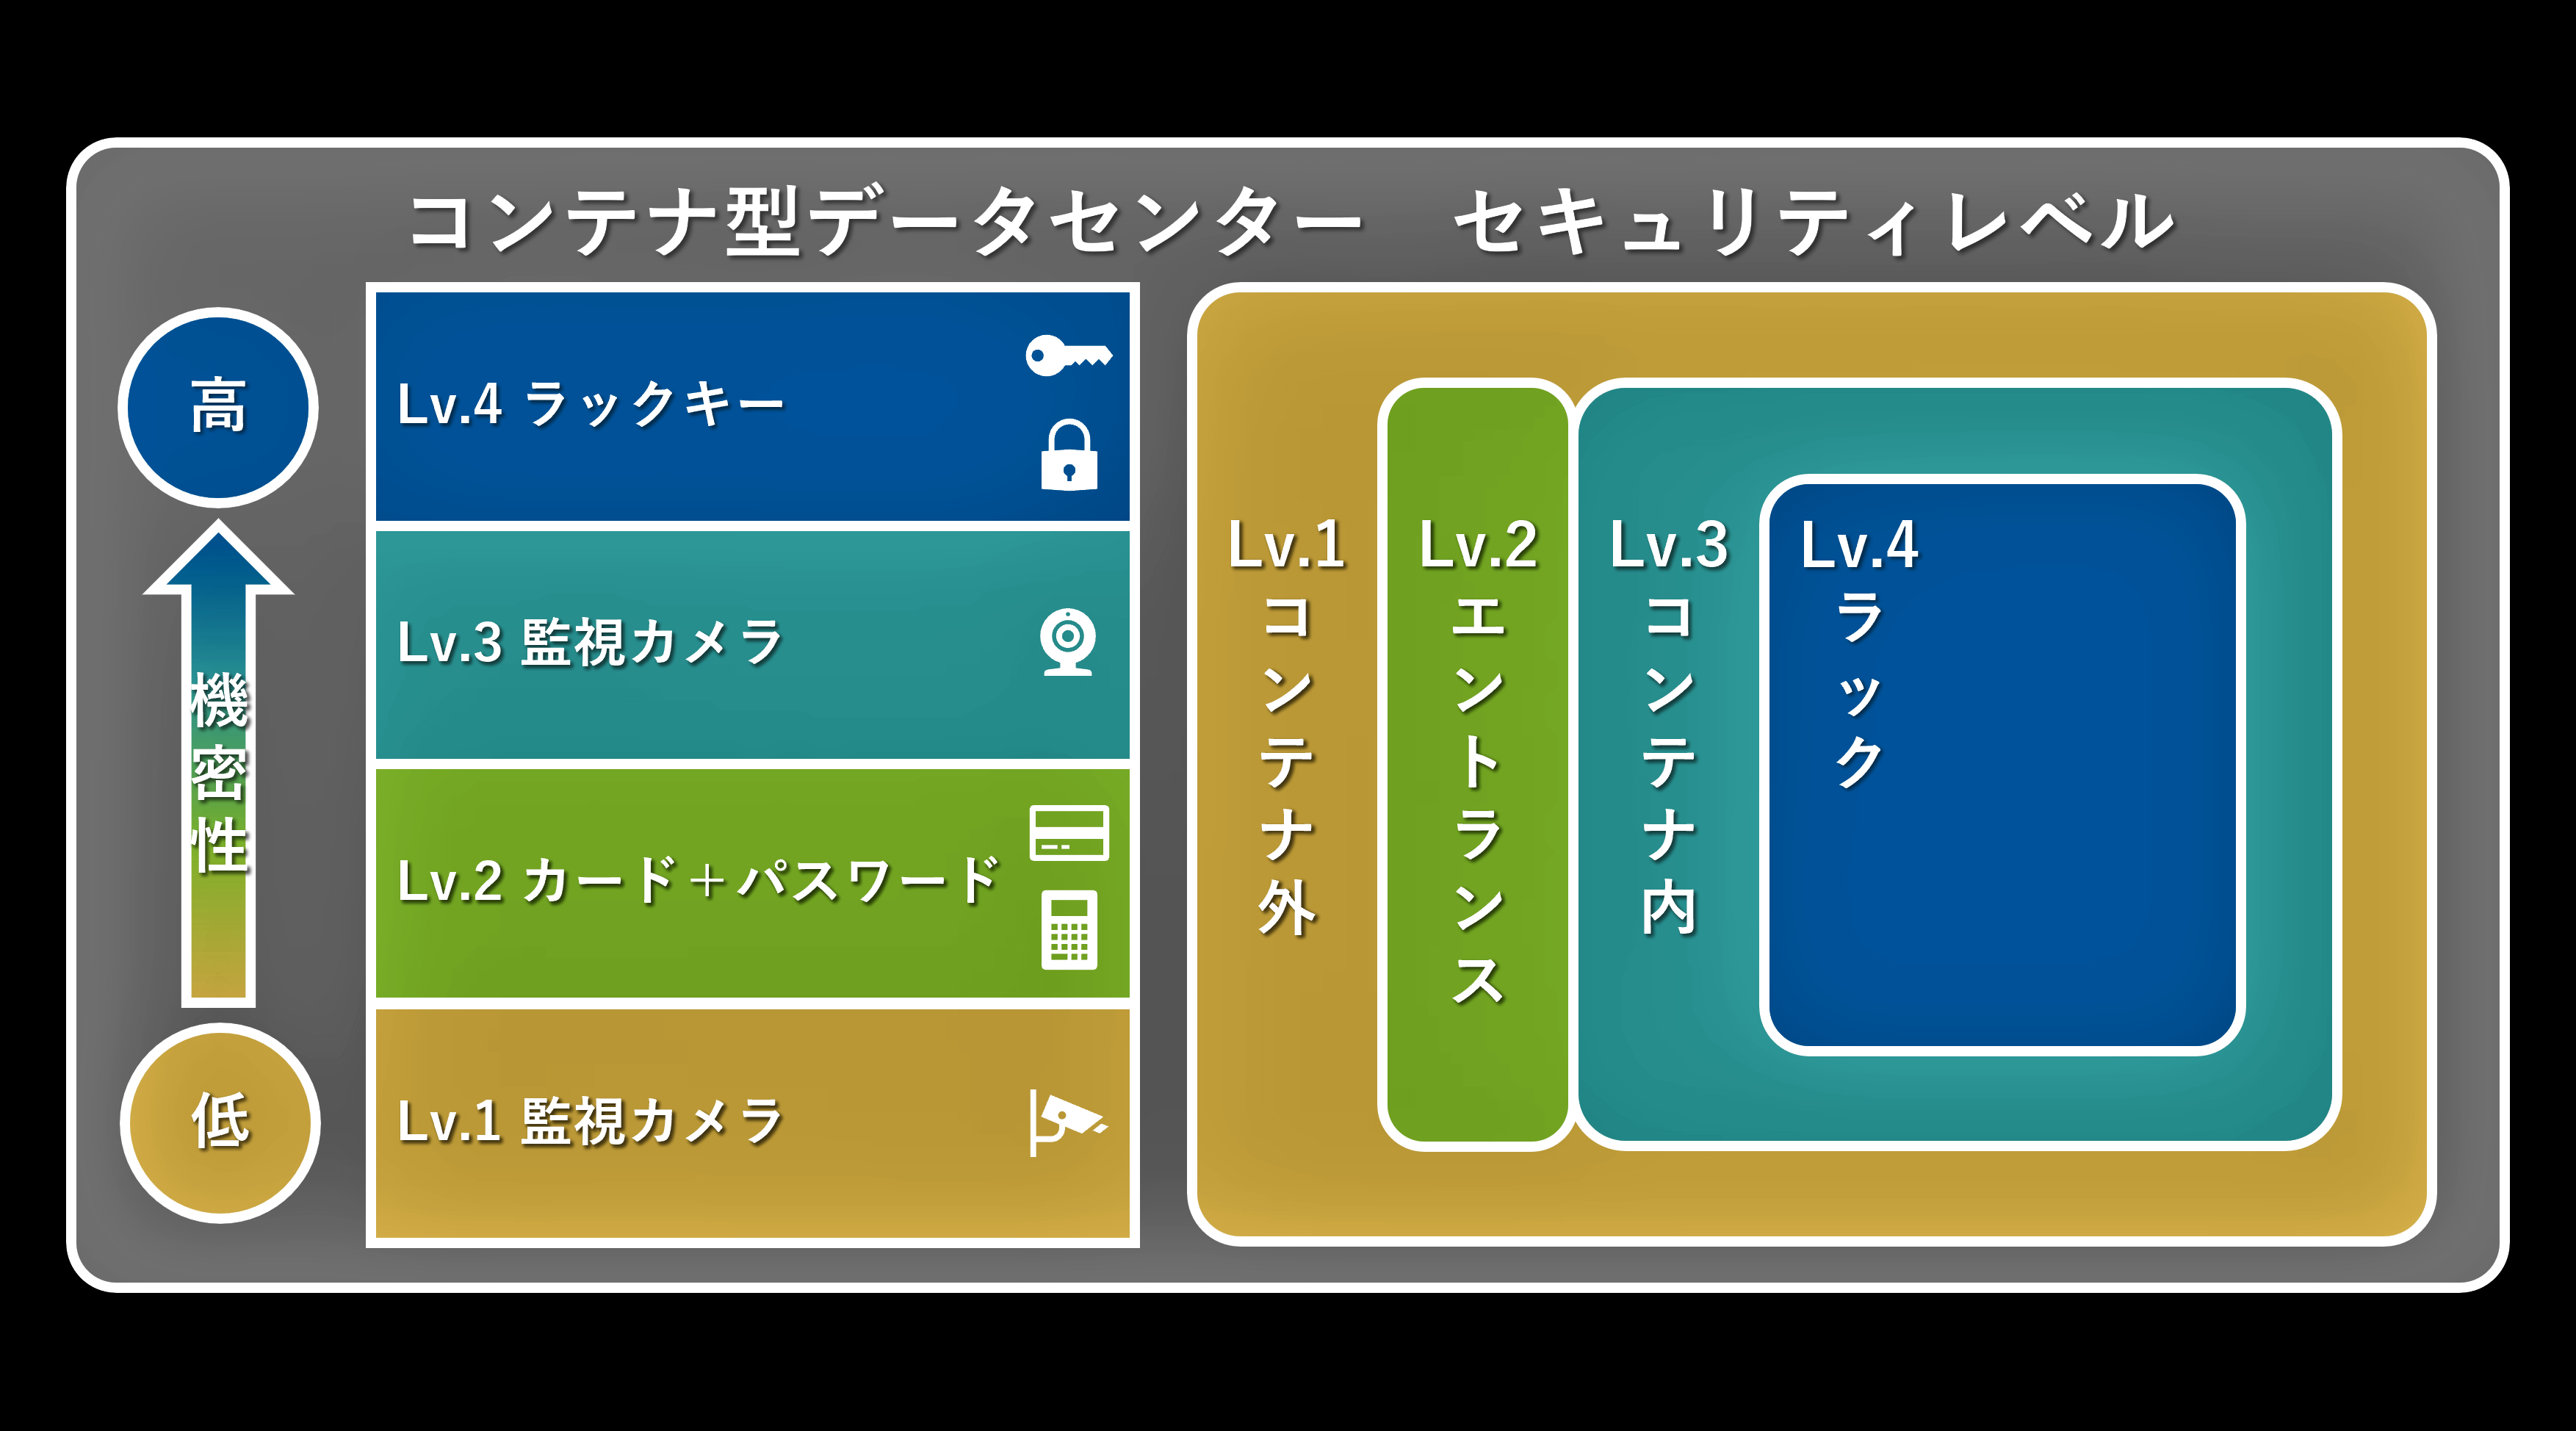 コンテナ型データセンター　セキュリティレベル
高
機密性
低
Lv.4 ラックキー
Lv.3 監視カメラ
Lv.2 カード＋パスワード
Lv.1 監視カメラ
Lv.1
コンテナ外
Lv.2
エントランス
Lv.3
コンテナ内
Lv.4
ラック